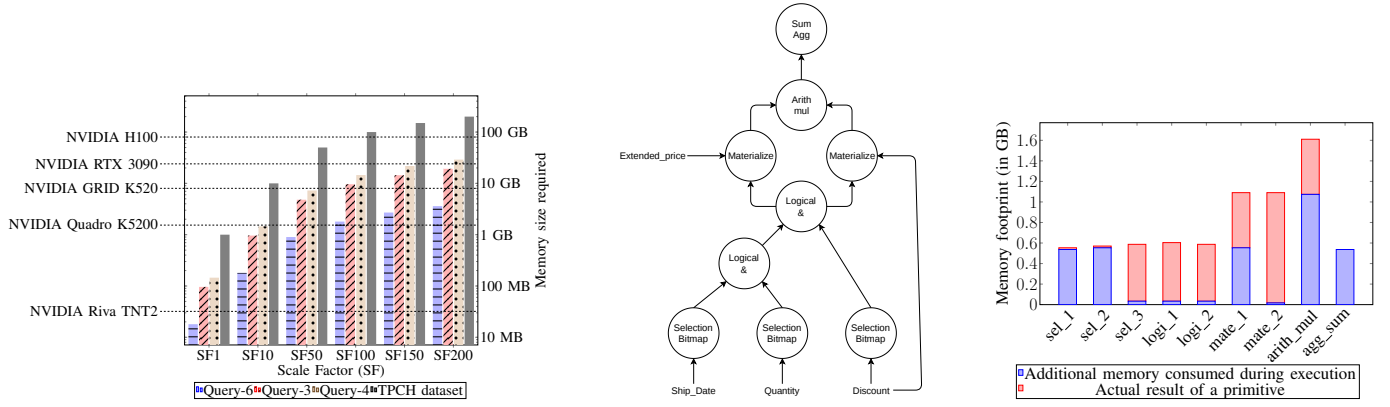 NVIDIA H100
NVIDIA RTX 3090
NVIDIA GRID K520
NVIDIA Quadro K5200
NVIDIA Riva TNT2
100 GB
10 GB
1 GB
100 MB
10 MB
Memory size required
SF1 SF10 SF50 SF100 SF150 SF200
Scale Factor (SF)
Query-6 Query-3 Query-4 TPCH dataset
Sum
Agg
Arith
mul
Extended_price
Materialize
Materialize
Logical
&
Logical
&
Selection
Bitmap
Selection
Bitmap
Selection
Bitmap
Ship_Date
Quantity
Discount
Memory footprint (in GB)
1.6
1.4
1.2
1
0.8
0.6
0.4
0.2
0
sel_1
sel_2
sel_3
logi_1
logi_2
mate_1
mate_2
arith_mul
agg_sum
Additional memory consumed during execution
Actual result of a primitive